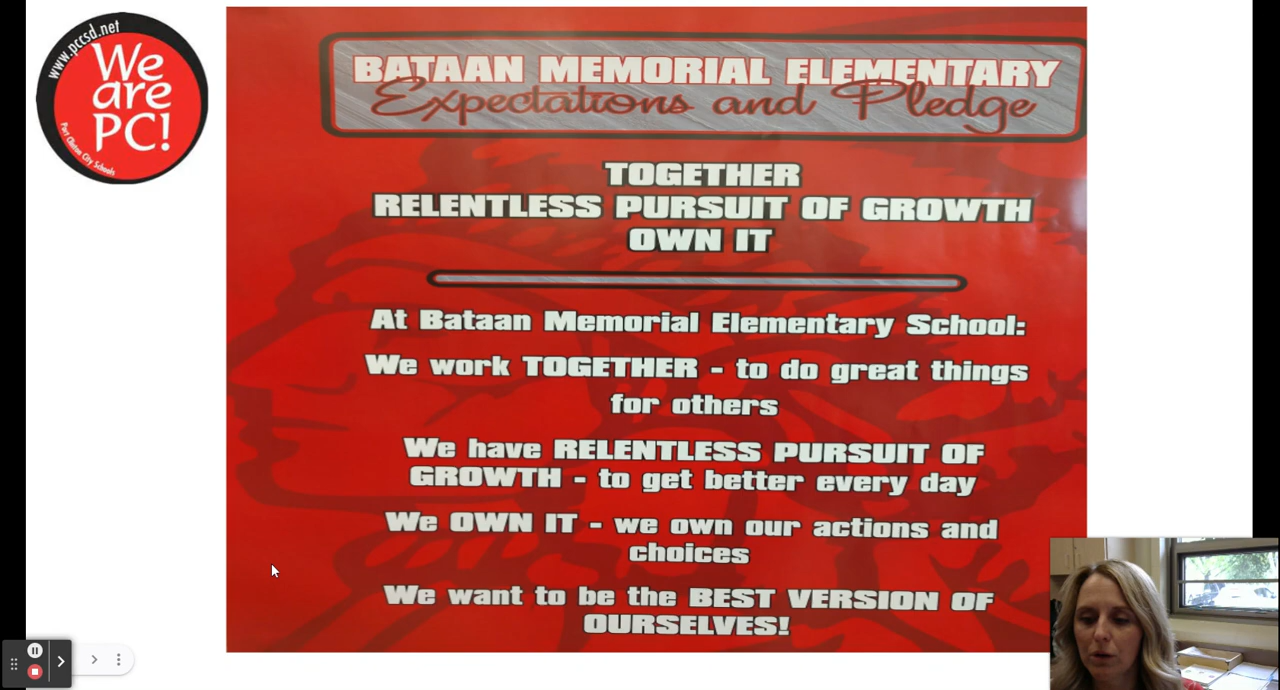 www.pccsd.net
We
are
PC!
Port Clinton City Schools
BATAAN MEMORIAL ELEMENTARY
Expectations and Pledge
TOGETHER
RELENTLESS PURSUIT OF GROWTH
OWN IT
At Bataan Memorial Elementary School:
We work TOGETHER - to do great things
for others
We have RELENTLESS PURSUIT OF
GROWTH - to get better every day
We OWN IT - we own our actions and
choices
We want to be the BEST VERSION OF
OURSELVES!